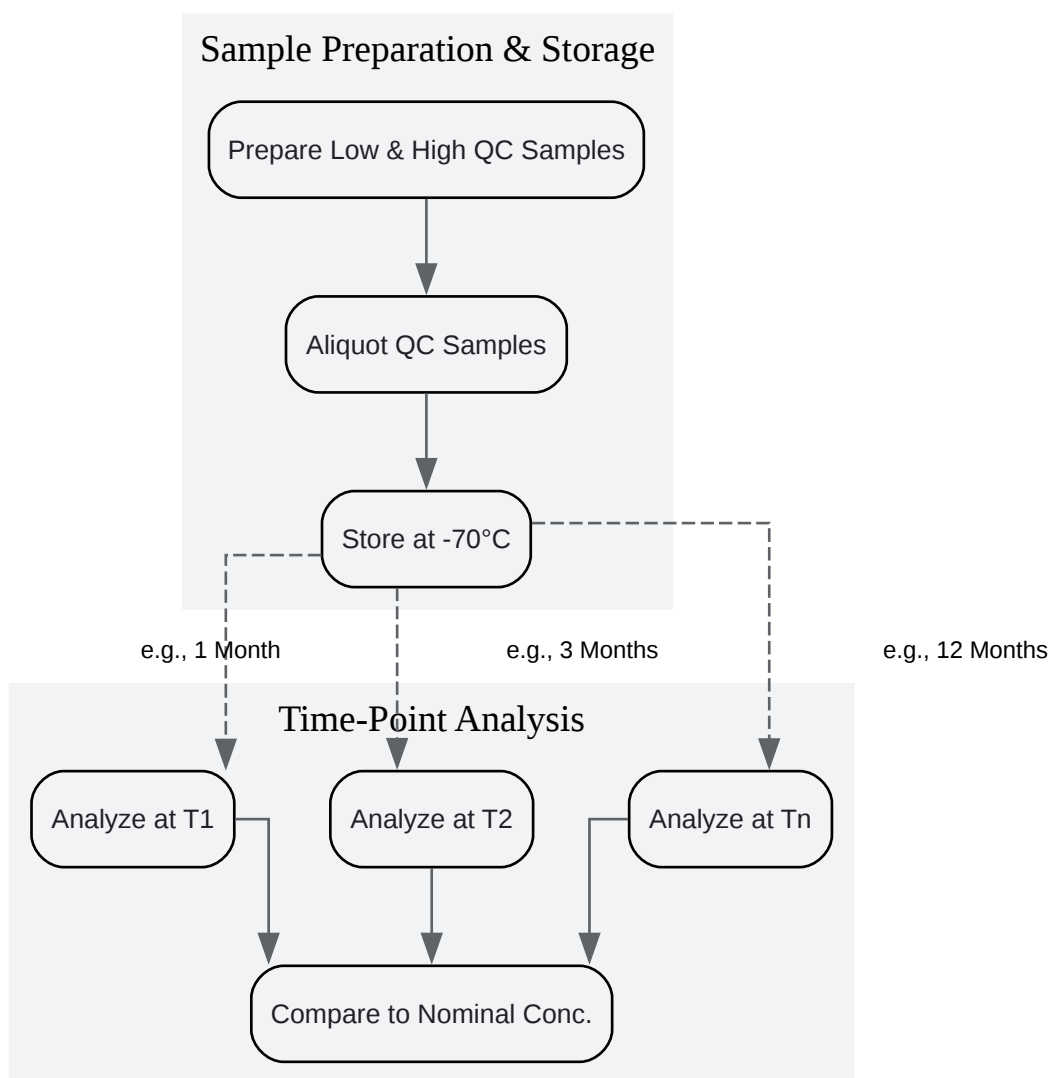 Sample Preparation & Storage
Prepare Low & High QC Samples
Aliquot QC Samples
Store at -70°C
e.g., 1 Month
e.g., 3 Months
e.g., 12 Months
Time-Point Analysis
Analyze at T1
Analyze at T2
Analyze at Tn
Compare to Nominal Conc.